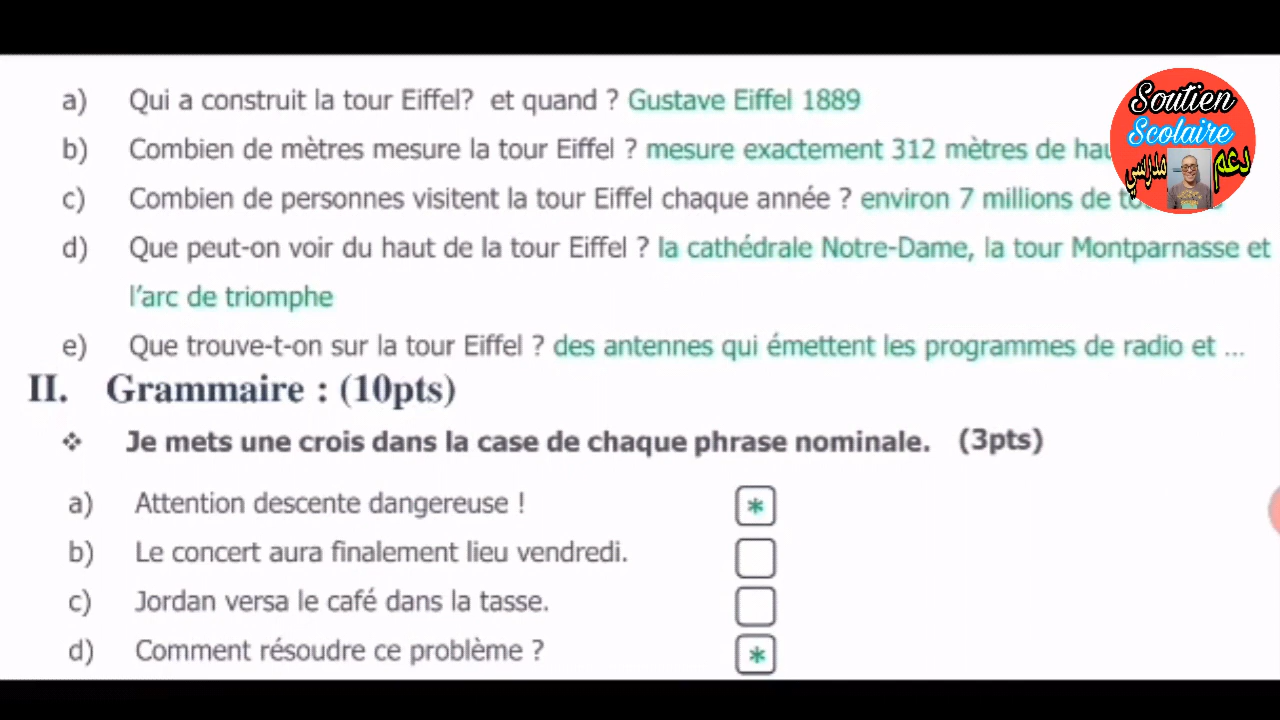 a) Qui a construit la tour Eiffel? et quand ? Gustave Eiffel 1889
b) Combien de mètres mesure la tour Eiffel ? mesure exactement 312 mètres de
c) Combien de personnes visitent la tour Eiffel chaque année ? environ 7 millions de
d) Que peut-on voir du haut de la tour Eiffel ? la cathédrale Notre-Dame, la tour Montparnasse et
l’arc de triomphe
e) Que trouve-t-on sur la tour Eiffel ? des antennes qui émettent les programmes de radio et ...
II. Grammaire : (10pts)
❖ Je mets une crois dans la case de chaque phrase nominale. (3pts)
a) Attention descente dangereuse ! *
b) Le concert aura finalement lieu vendredi.
c) Jordan versa le café dans la tasse.
d) Comment résoudre ce problème ? *
Soutien
Scolaire
دعم مدرسي